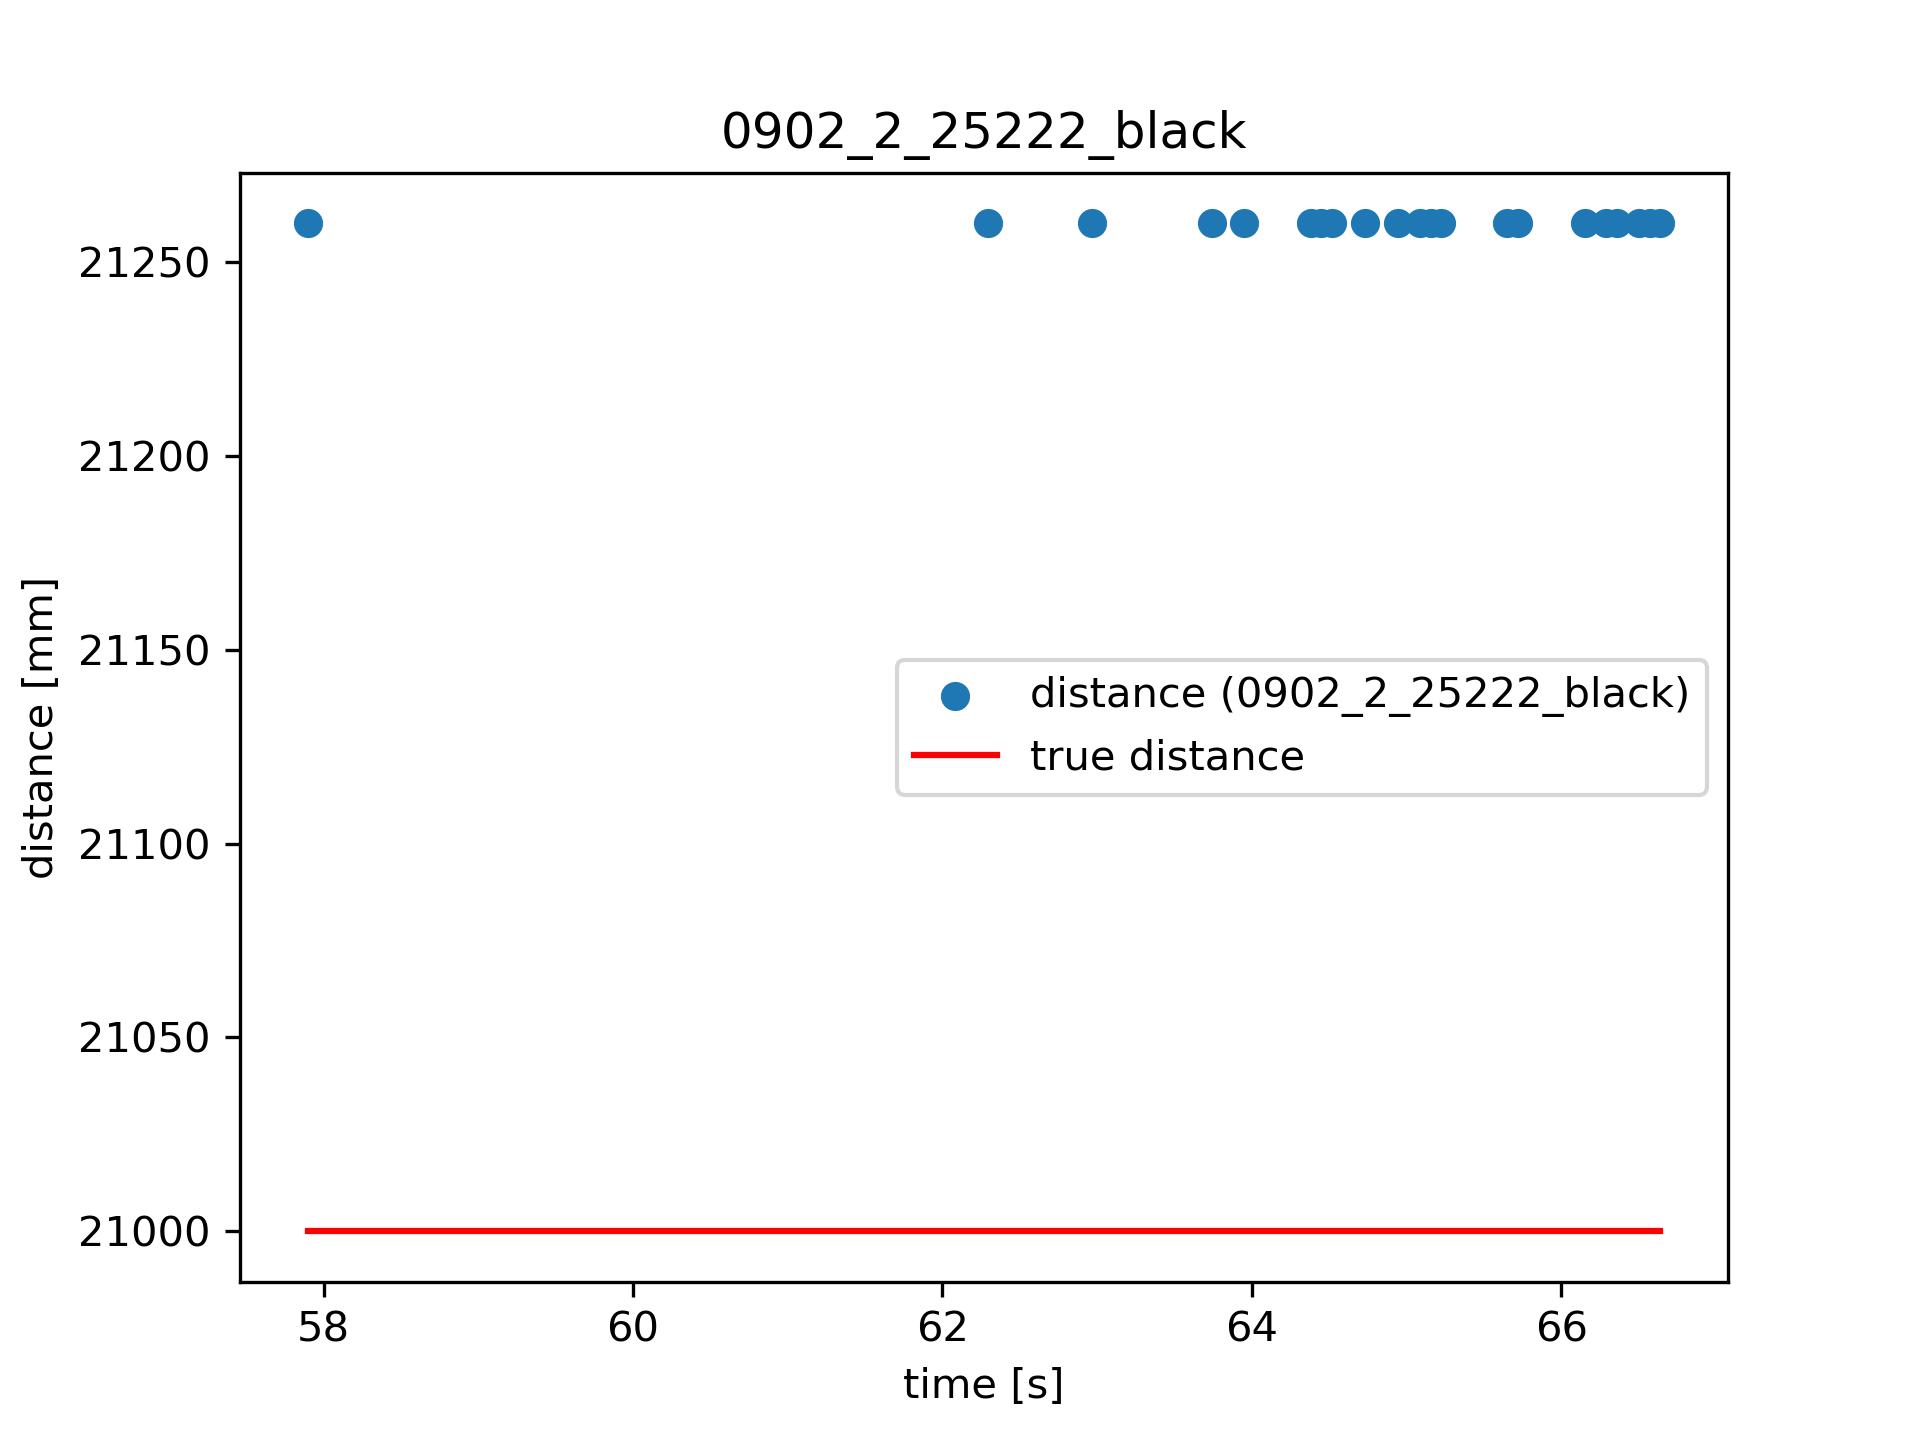 0902_2_25222_black
21250
21200
21150
21100
21050
21000
distance [mm]
distance (0902_2_25222_black)
true distance
58 60 62 64 66
time [s]